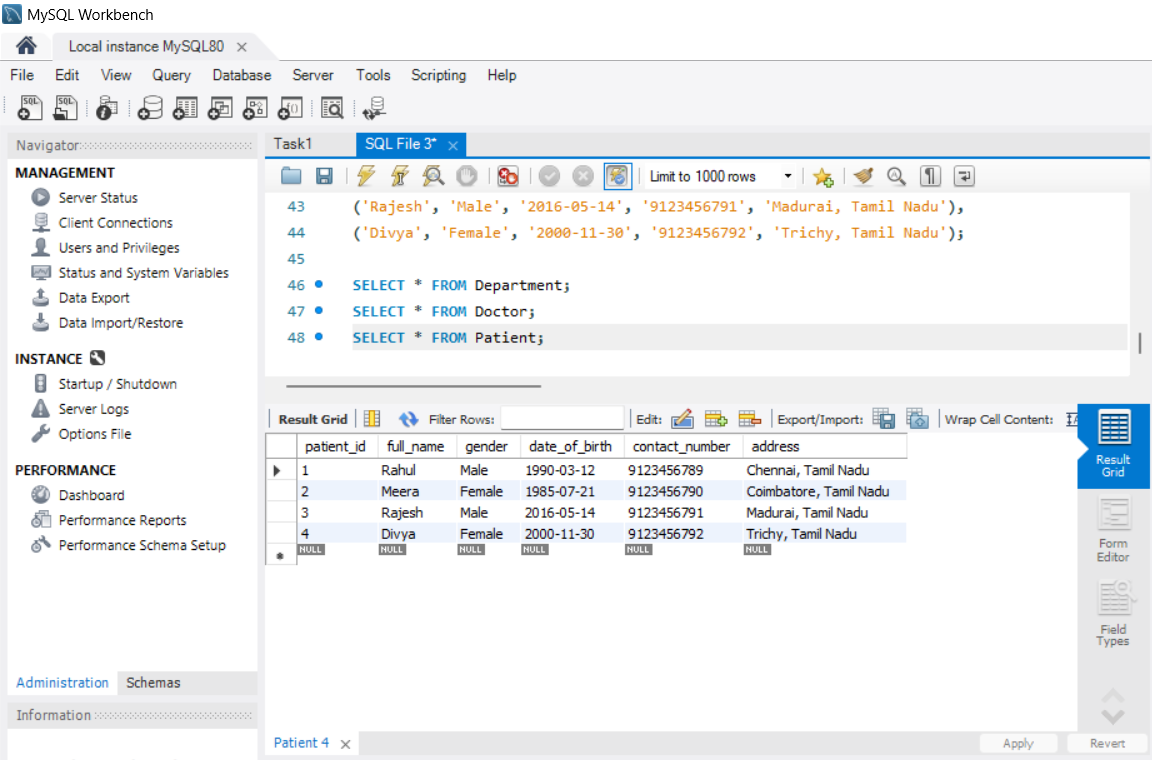 MySQL Workbench
Local instance MySQL80
File Edit View Query Database Server Tools Scripting Help
Navigator
MANAGEMENT
Server Status
Client Connections
Users and Privileges
Status and System Variables
Data Export
Data Import/Restore
INSTANCE
Startup / Shutdown
Server Logs
Options File
PERFORMANCE
Dashboard
Performance Reports
Performance Schema Setup
Administration Schemas
Information
Task1 SQL File 3*
Limit to 1000 rows
43 ('Rajesh', 'Male', '2016-05-14', '9123456791', 'Madurai, Tamil Nadu'),
44 ('Divya', 'Female', '2000-11-30', '9123456792', 'Trichy, Tamil Nadu');
45
46 SELECT * FROM Department;
47 SELECT * FROM Doctor;
48 SELECT * FROM Patient;
Result Grid Filter Rows: Edit: Export/Import: Wrap Cell Content:
patient_id full_name gender date_of_birth contact_number address
1 Rahul Male 1990-03-12 9123456789 Chennai, Tamil Nadu
2 Meera Female 1985-07-21 9123456790 Coimbatore, Tamil Nadu
3 Rajesh Male 2016-05-14 9123456791 Madurai, Tamil Nadu
4 Divya Female 2000-11-30 9123456792 Trichy, Tamil Nadu
NULL NULL NULL NULL NULL NULL
Result
Grid
Form
Editor
Field
Types
Patient 4
Apply Revert